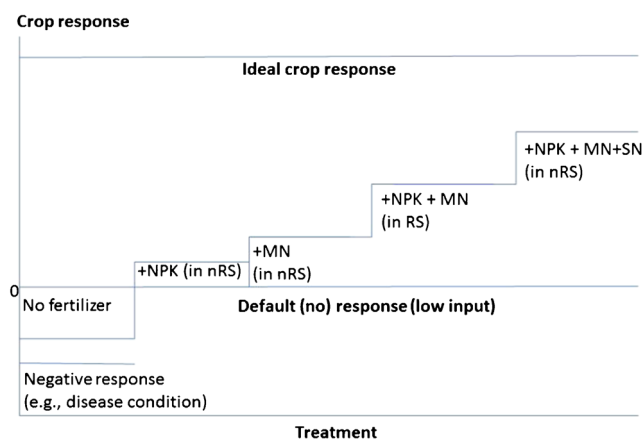 Crop response
Ideal crop response
+NPK + MN+SN
(in nRS)
+NPK + MN
(in RS)
+MN
(in nRS)
+NPK (in nRS)
0
No fertilizer
Default (no) response (low input)
Negative response
(e.g., disease condition)
Treatment